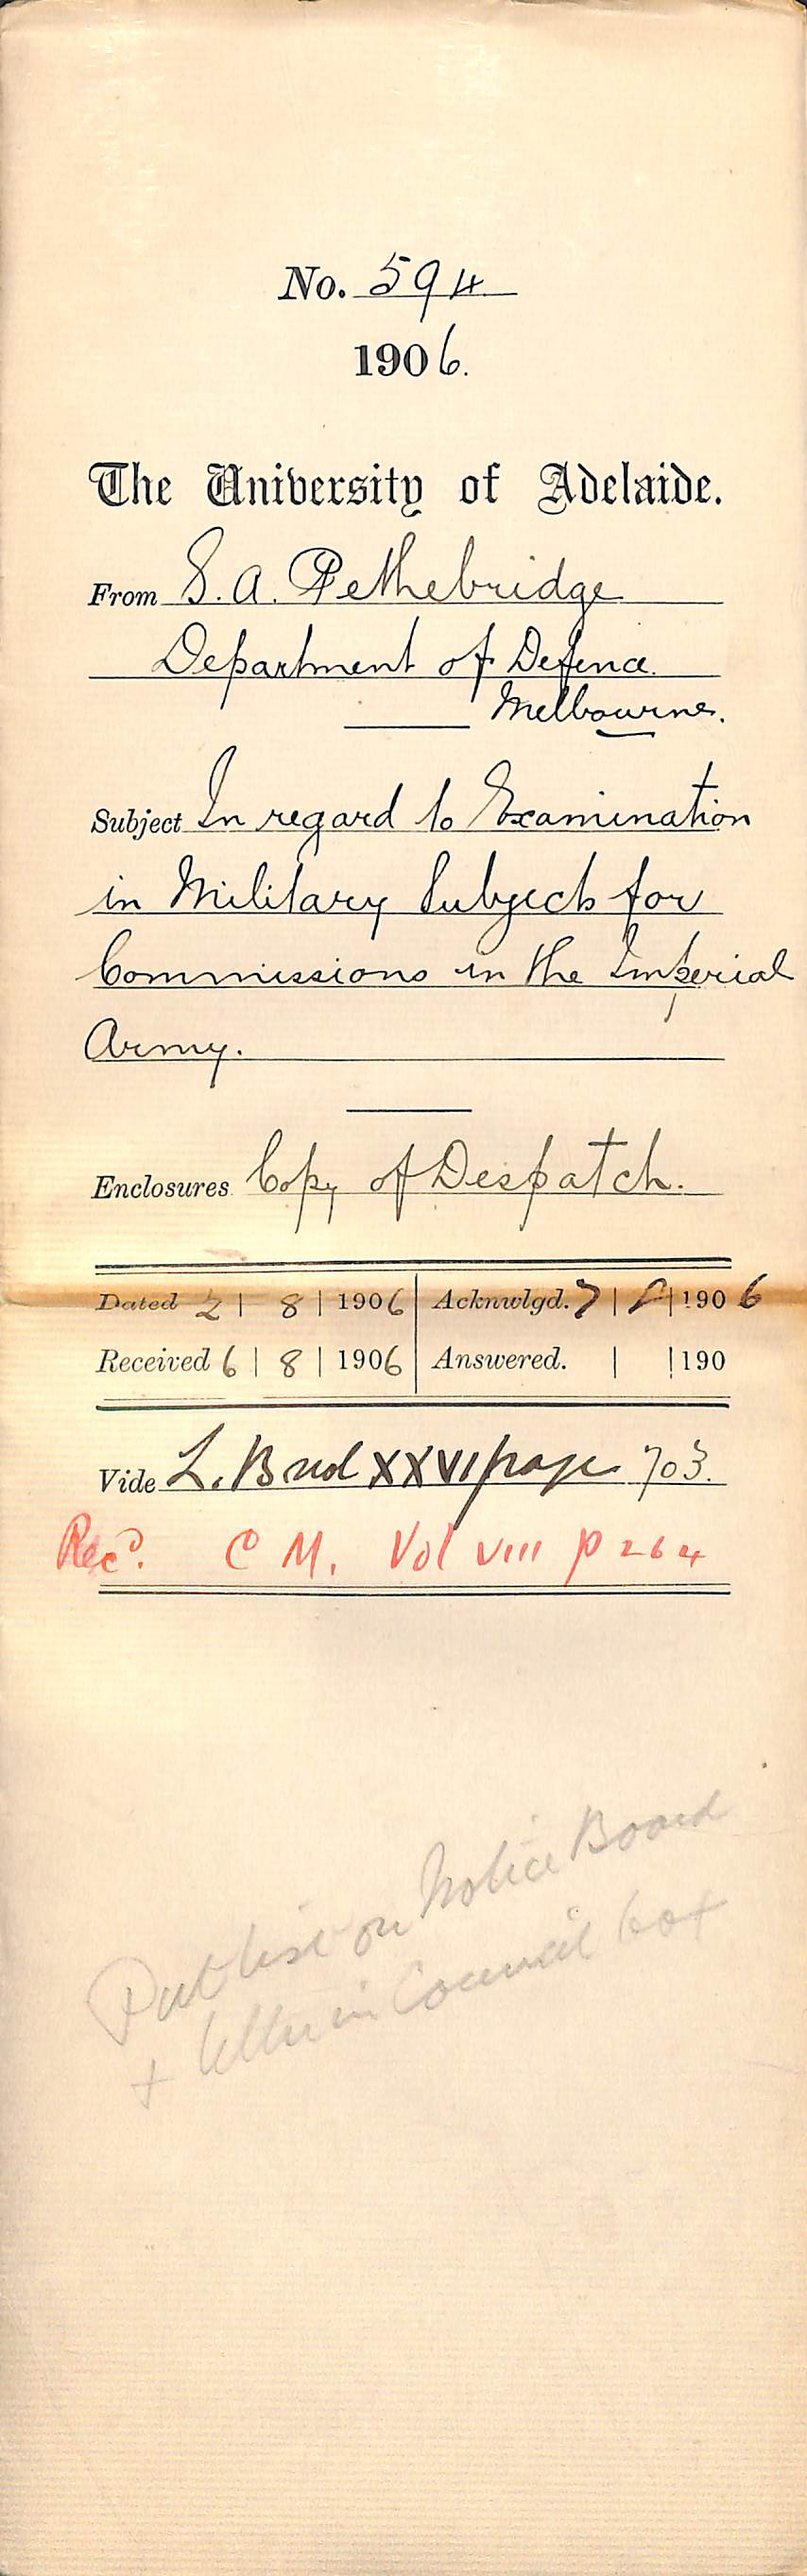 No. 594
1906.
The University of Adelaide.
From S. A. Pethebridge
Department of Defence.
Melbourne.
Subject In regard to Examination
in Military Subjects for
Commissions in the Imperial
Army.
Enclosures Copy of Despatch.
Dated 2 | 8 | 1906 | Acknwlgd. 7 | 8 | 1906
Received 6 | 8 | 1906 | Answered. | | 190
Vide L. B vol XXVI page 703.
Recd. C M. Vol VIII p 264
Publish on Notice Board
+ letter in Council box